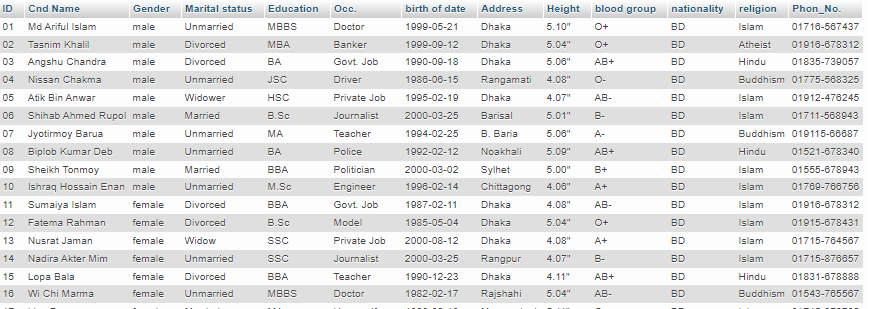 ID Cnd Name Gender Marital status Education Occ. birth of date Address Height blood group nationality religion Phon_No.
01 Md Ariful Islam male Unmarried MBBS Doctor 1999-05-21 Dhaka 5.10" O+ BD Islam 01716-567437
02 Tasnim Khalil male Divorced MBA Banker 1999-09-12 Dhaka 5.04" O+ BD Atheist 01916-678312
03 Angshu Chandra male Divorced BA Govt. Job 1990-09-18 Dhaka 5.06" AB+ BD Hindu 01835-739057
04 Nissan Chakma male Unmarried JSC Driver 1986-06-15 Rangamati 4.08" O- BD Buddhism 01775-568325
05 Atik Bin Anwar male Widower HSC Private Job 1995-02-19 Dhaka 4.07" AB- BD Islam 01912-476245
06 Shihab Ahmed Rupol male Married B.Sc Journalist 2000-03-25 Barisal 5.01" B- BD Islam 01711-568943
07 Jyotirmoy Barua male Unmarried MA Teacher 1994-02-25 B. Baria 5.06" A- BD Buddhism 019115-66687
08 Biplob Kumar Deb male Unmarried BA Police 1992-02-12 Noakhali 5.09" AB+ BD Hindu 01521-678340
09 Sheikh Tonmoy male Married BBA Politician 2000-03-02 Sylhet 5.00" B+ BD Islam 01555-678943
10 Ishraq Hossain Enan male Unmarried M.Sc Engineer 1996-02-14 Chittagong 4.06" A+ BD Islam 01769-766756
11 Sumaiya Islam female Divorced BBA Govt. Job 1987-02-11 Dhaka 4.08" AB- BD Islam 01916-678312
12 Fatema Rahman female Divorced B.Sc Model 1985-05-04 Dhaka 5.04" O+ BD Islam 01915-678431
13 Nusrat Jaman female Widow SSC Private Job 2000-08-12 Dhaka 4.08" A+ BD Islam 01715-764567
14 Nadira Akter Mim female Unmarried SSC Journalist 2000-03-25 Rangpur 4.07" B- BD Islam 01715-876657
15 Lopa Bala female Divorced BBA Teacher 1990-12-23 Dhaka 4.11" AB+ BD Hindu 01831-678888
16 Wi Chi Marma female Unmarried MBBS Doctor 1982-02-17 Rajshahi 5.04" AB- BD Buddhism 01543-765567